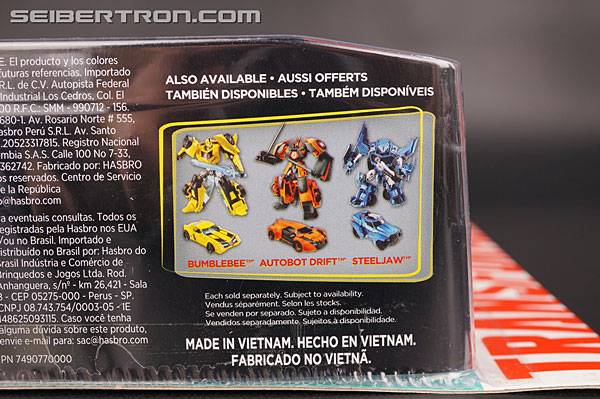 SEIBERTRON.COM
E. El producto y los colores
futuras referencias. Importado
R.L. de C.V. Autopista Federal
Industrial Los Cedros, Col. El
00 R.F.C.: SMM - 990712 - 156.
680-1. Av. Rosario Norte # 555,
asbro Perú S.R.L. Av. Santo
.20523317815. Registro Nacional
mbia S.A.S. Calle 100 No 7-33,
362742. Fabricado por: HASBRO
os reservados. Centro de Servicio
e la República
o@hasbro.com
ra eventuais consultas. Todos os
registradas pela Hasbro nos EUA
/ou no Brasil. Importado e
distribuído no Brasil por: Hasbro do
Brasil Indústria e Comércio de
Brinquedos e Jogos Ltda. Rod.
Anhanguera, s/nº - km 26,421 - Sala
B - CEP 05275-000 - Perus - SP.
CNPJ 08.743.754/0003-05 - IE
148625093115. Caso você tenha
alguma dúvida sobre este produto,
envie e-mail para: sac@hasbro.com
PN 7490770000
ALSO AVAILABLE • AUSSI OFFERTS
TAMBIÉN DISPONIBLES • TAMBÉM DISPONÍVEIS
BUMBLEBEE™ AUTOBOT DRIFT™ STEELJAW™
Each sold separately. Subject to availability.
Vendus séparément. Selon les stocks.
Se venden por separado. Sujeto a disponibilidad.
Vendidos separadamente. Sujeitos à disponibilidade.
MADE IN VIETNAM. HECHO EN VIETNAM.
FABRICADO NO VIETNÃ.